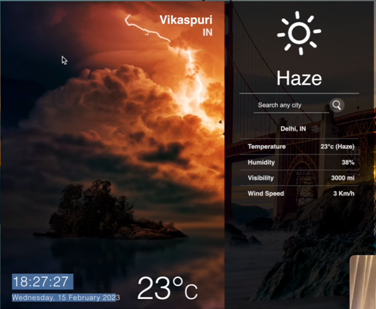 Vikaspuri
IN
18:27:27
Wednesday, 15 February 2023
23°C
Haze
Search any city
Delhi, IN
Temperature 23°c (Haze)
Humidity 38%
Visibility 3000 mi
Wind Speed 3 Km/h